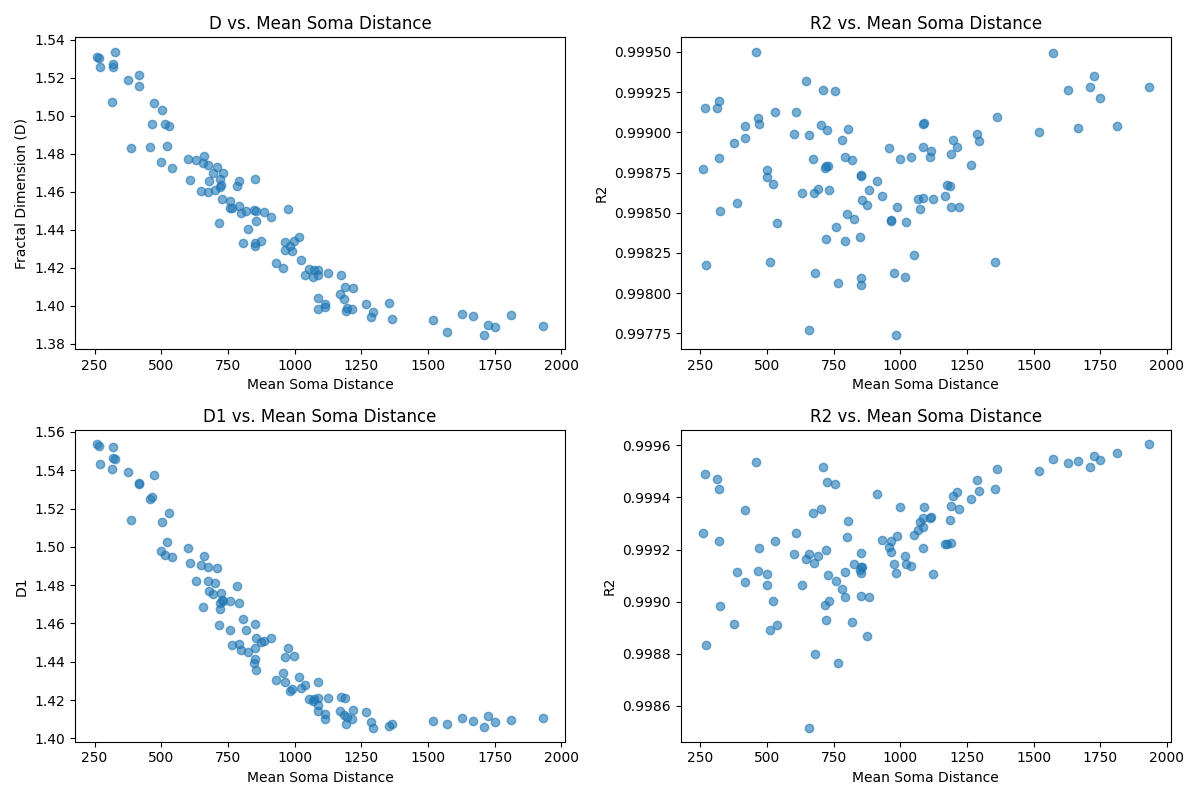 D vs. Mean Soma Distance
Fractal Dimension (D)
1.54
1.52
1.50
1.48
1.46
1.44
1.42
1.40
1.38
250 500 750 1000 1250 1500 1750 2000
Mean Soma Distance
R2 vs. Mean Soma Distance
R2
0.99950
0.99925
0.99900
0.99875
0.99850
0.99825
0.99800
0.99775
250 500 750 1000 1250 1500 1750 2000
Mean Soma Distance
D1 vs. Mean Soma Distance
D1
1.56
1.54
1.52
1.50
1.48
1.46
1.44
1.42
1.40
250 500 750 1000 1250 1500 1750 2000
Mean Soma Distance
R2 vs. Mean Soma Distance
R2
0.9996
0.9994
0.9992
0.9990
0.9988
0.9986
250 500 750 1000 1250 1500 1750 2000
Mean Soma Distance